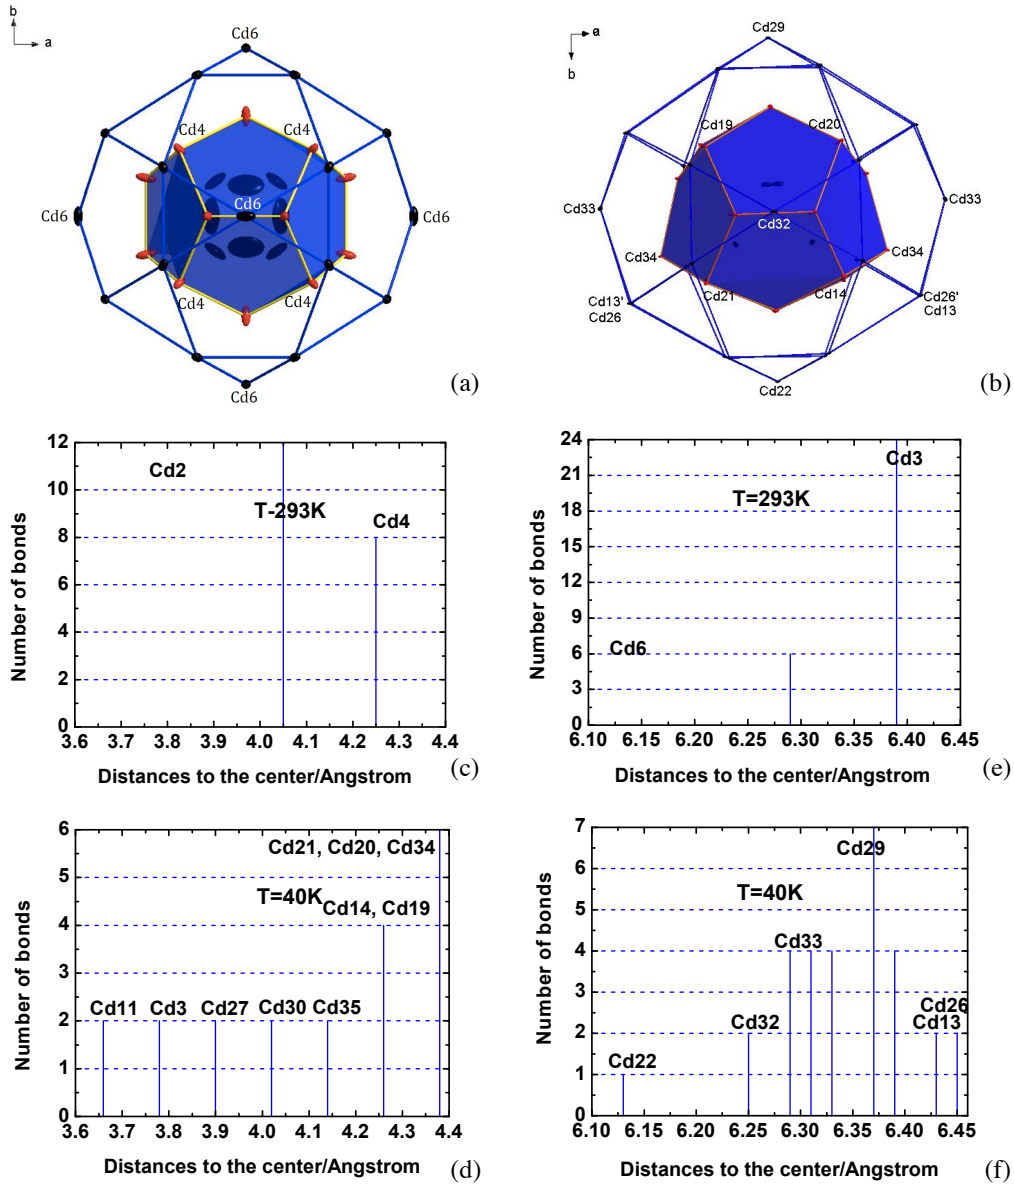 b
a
Cd6
Cd4 Cd4
Cd6 Cd6 Cd6
Cd4 Cd4
Cd6
(a)
a
b
Cd29
Cd19 Cd20
Cd33 Cd33
Cd32
Cd34 Cd34
Cd21 Cd14
Cd13' Cd26'
Cd26 Cd13
Cd22
(b)
12
10
8
6
4
2
0
Number of bonds
Cd2
T-293K
Cd4
3.6 3.7 3.8 3.9 4.0 4.1 4.2 4.3 4.4
Distances to the center/Angstrom
(c)
24
21
18
15
12
9
6
3
0
Number of bonds
Cd3
T=293K
Cd6
6.10 6.15 6.20 6.25 6.30 6.35 6.40 6.45
Distances to the center/Angstrom
(e)
6
5
4
3
2
1
0
Number of bonds
Cd21, Cd20, Cd34
T=40K
Cd14, Cd19
Cd11 Cd3 Cd27 Cd30 Cd35
3.6 3.7 3.8 3.9 4.0 4.1 4.2 4.3 4.4
Distances to the center/Angstrom
(d)
7
6
5
4
3
2
1
0
Number of bonds
Cd29
T=40K
Cd33
Cd26
Cd32 Cd13
Cd22
6.10 6.15 6.20 6.25 6.30 6.35 6.40 6.45
Distances to the center/Angstrom
(f)